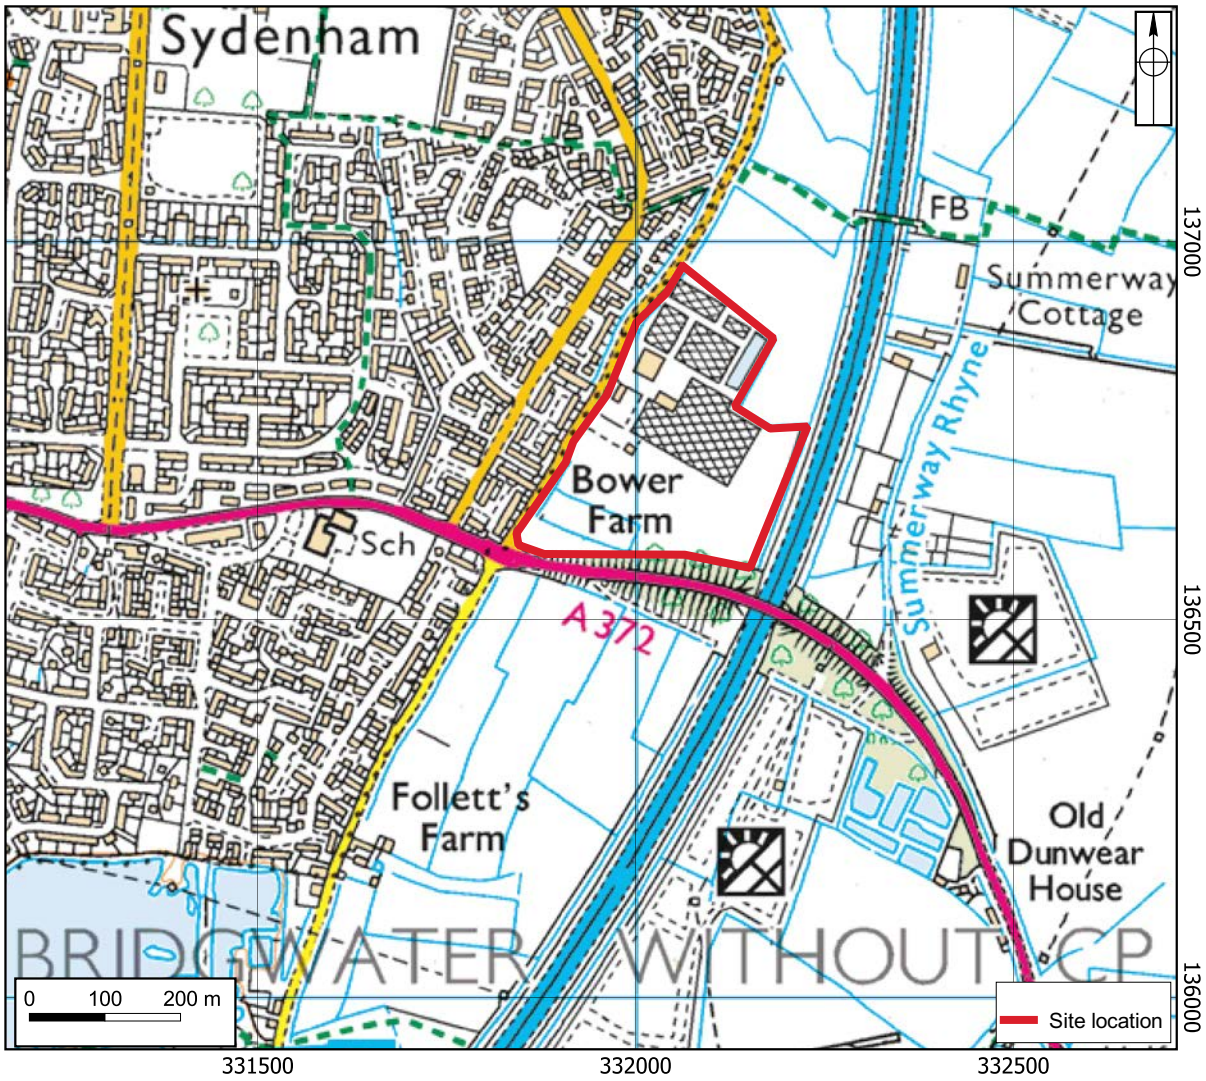 Sydenham
FB
137000
Summerway
Cottage
Summerway Rhyne
Bower
Farm
Sch
A 372
136500
Follett's
Farm
Old
Dunwear
House
BRIDGWATER WITHOUT CP
0 100 200 m
Site location
136000
331500 332000 332500